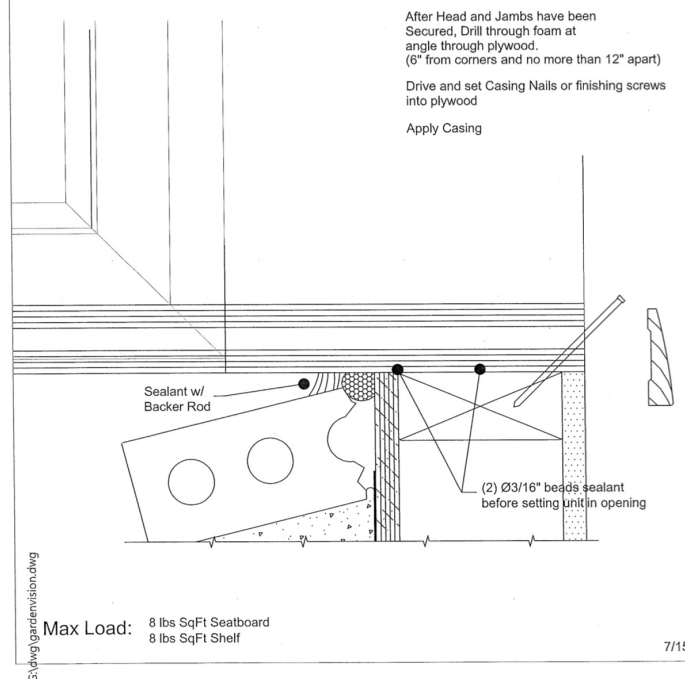 After Head and Jambs have been
Secured, Drill through foam at
angle through plywood.
(6" from corners and no more than 12" apart)
Drive and set Casing Nails or finishing screws
into plywood
Apply Casing
Sealant w/
Backer Rod
(2) Ø3/16" beads sealant
before setting unit in opening
G:\dwg\gardenvision.dwg
Max Load:
8 lbs SqFt Seatboard
8 lbs SqFt Shelf
7/15